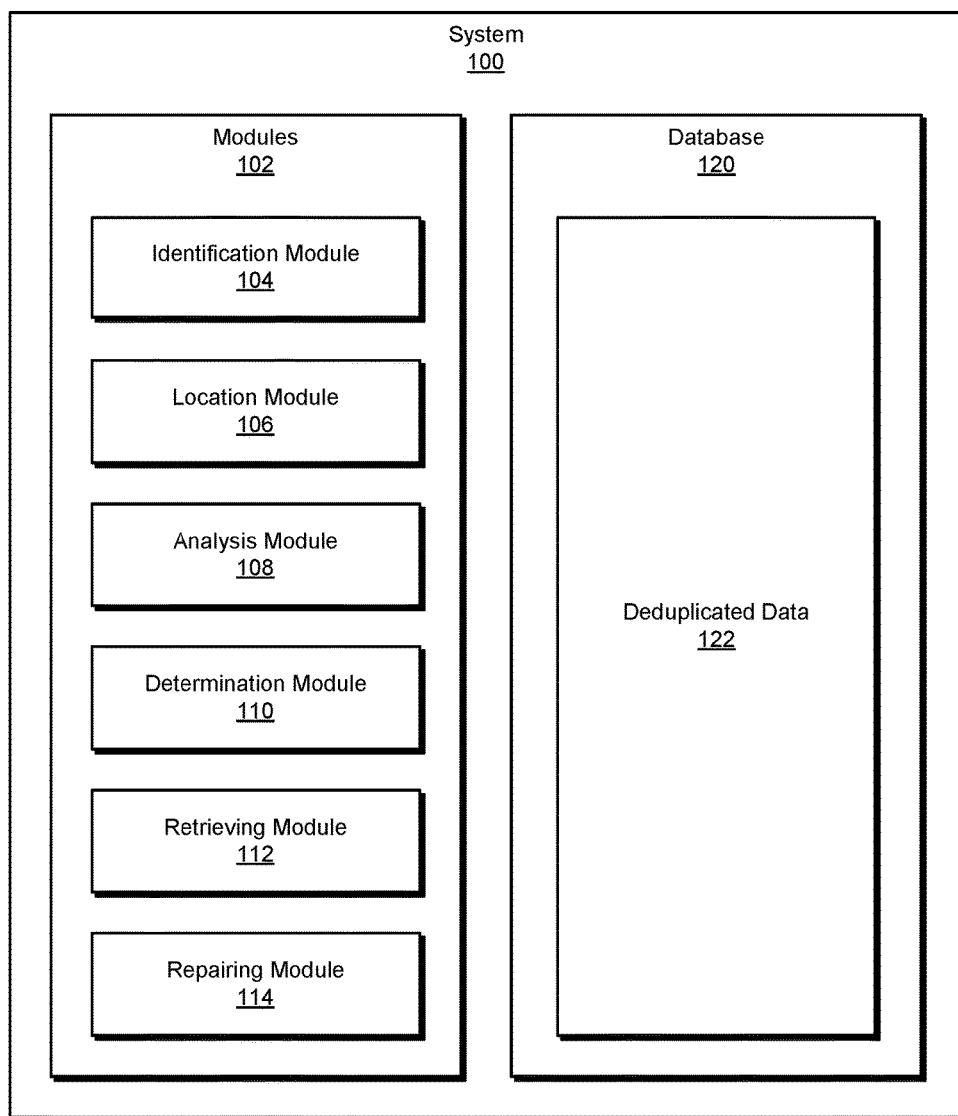 System
100
Modules
102
Identification Module
104
Location Module
106
Analysis Module
108
Determination Module
110
Retrieving Module
112
Repairing Module
114
Database
120
Deduplicated Data
122